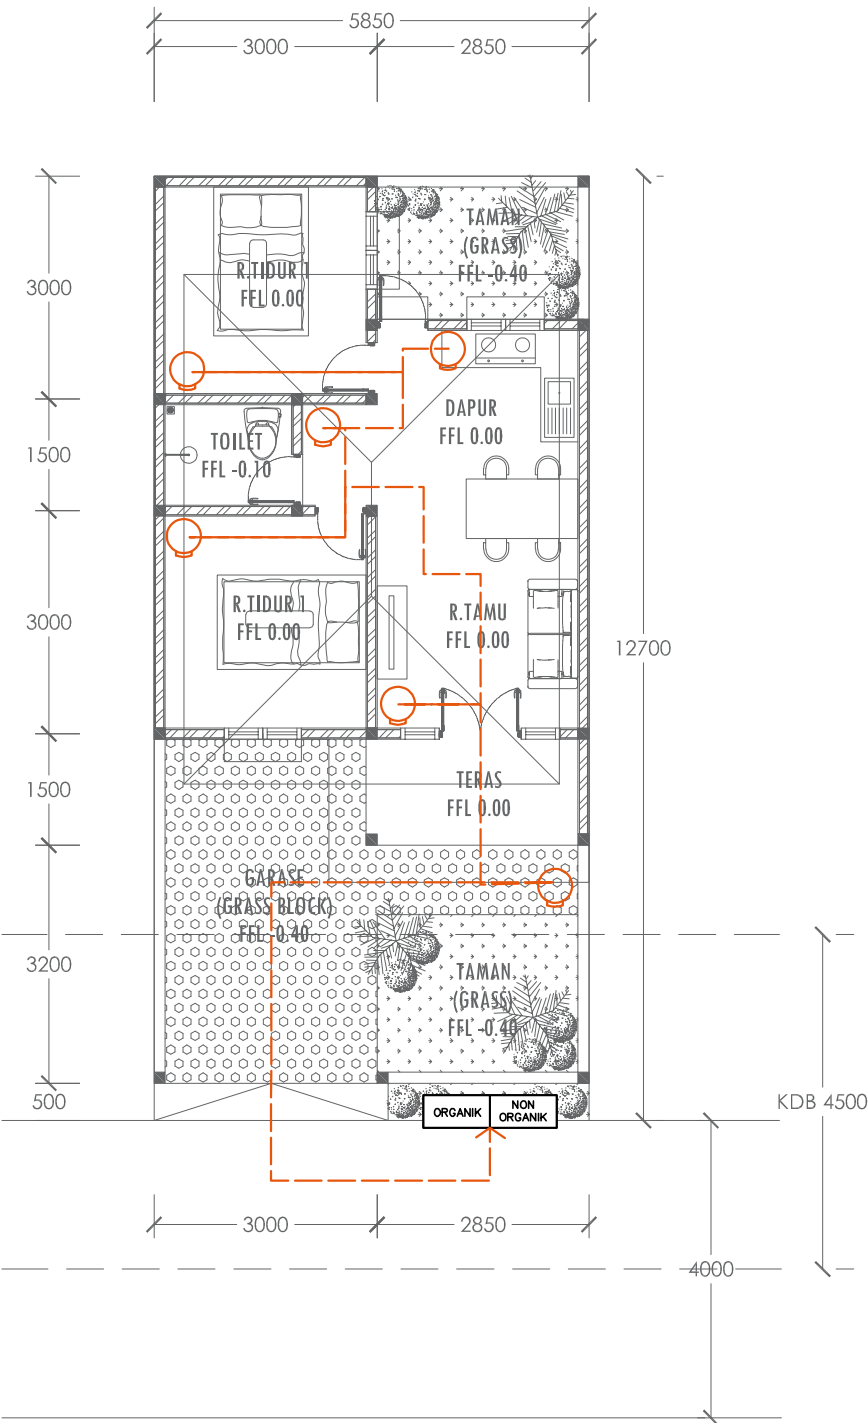 5850
3000
2850
TAMAN
(GRASS)
FFL -0.40
R.TIDUR 1
FFL 0.00
3000
DAPUR
FFL 0.00
TOILET
FFL -0.10
1500
R.TIDUR 1
FFL 0.00
R.TAMU
FFL 0.00
3000
12700
TERAS
FFL 0.00
1500
GARASE
(GRASS BLOCK)
FFL -0.40
3200
TAMAN
(GRASS)
FFL -0.40
500
ORGANIK
NON
ORGANIK
KDB 4500
3000
2850
4000